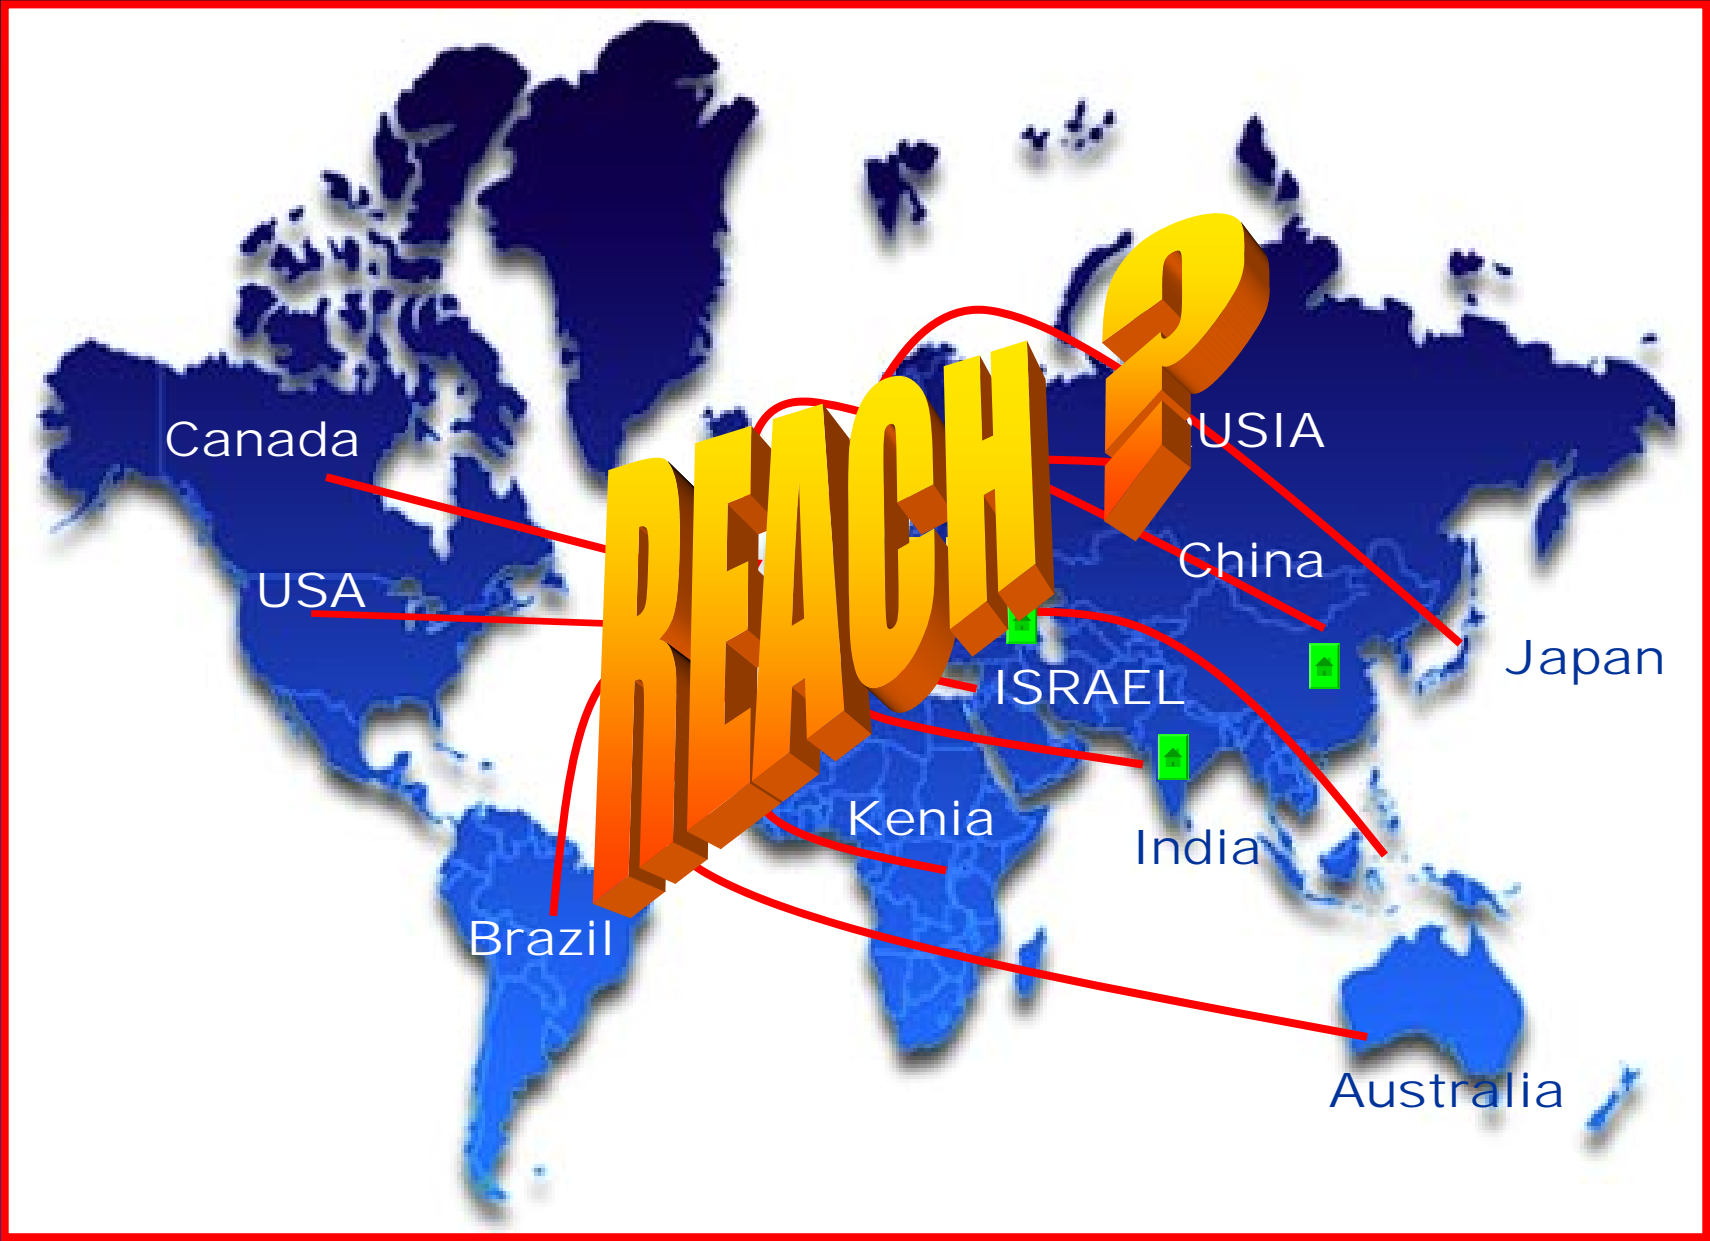 REACH ?
Canada
USIA
China
USA
Japan
ISRAEL
Kenia
India
Brazil
Australia